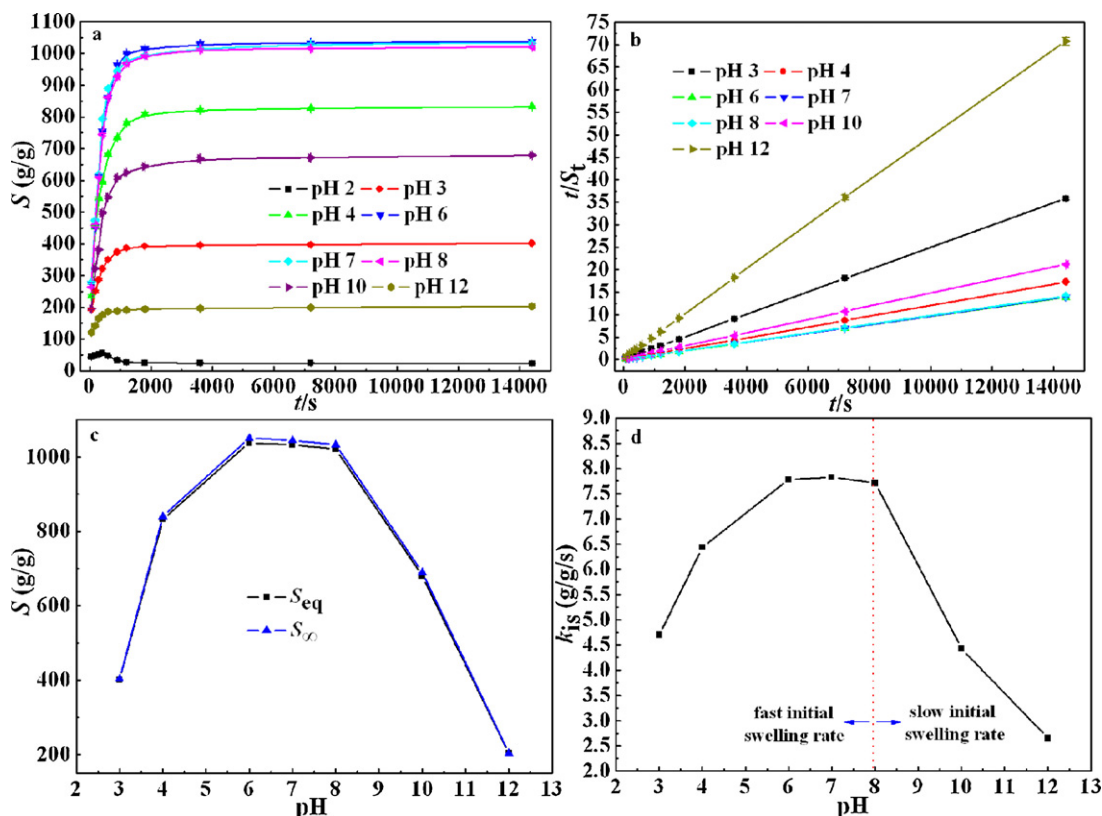 a
1100
1000
900
800
700
600
500
400
300
200
100
0
S (g/g)
pH 2 pH 3
pH 4 pH 6
pH 7 pH 8
pH 10 pH 12
0 2000 4000 6000 8000 10000 12000 14000
t/s
b
75
70
65
60
55
50
45
40
35
30
25
20
15
10
5
0
t/St
pH 3 pH 4
pH 6 pH 7
pH 8 pH 10
pH 12
0 2000 4000 6000 8000 10000 12000 14000
t/s
c
1000
800
600
400
200
S (g/g)
Seq
S∞
2 3 4 5 6 7 8 9 10 11 12 13
pH
d
9.0
8.5
8.0
7.5
7.0
6.5
6.0
5.5
5.0
4.5
4.0
3.5
3.0
2.5
2.0
kis (g/g/s)
fast initial
swelling rate
slow initial
swelling rate
3 4 5 6 7 8 9 10 11 12 13
pH